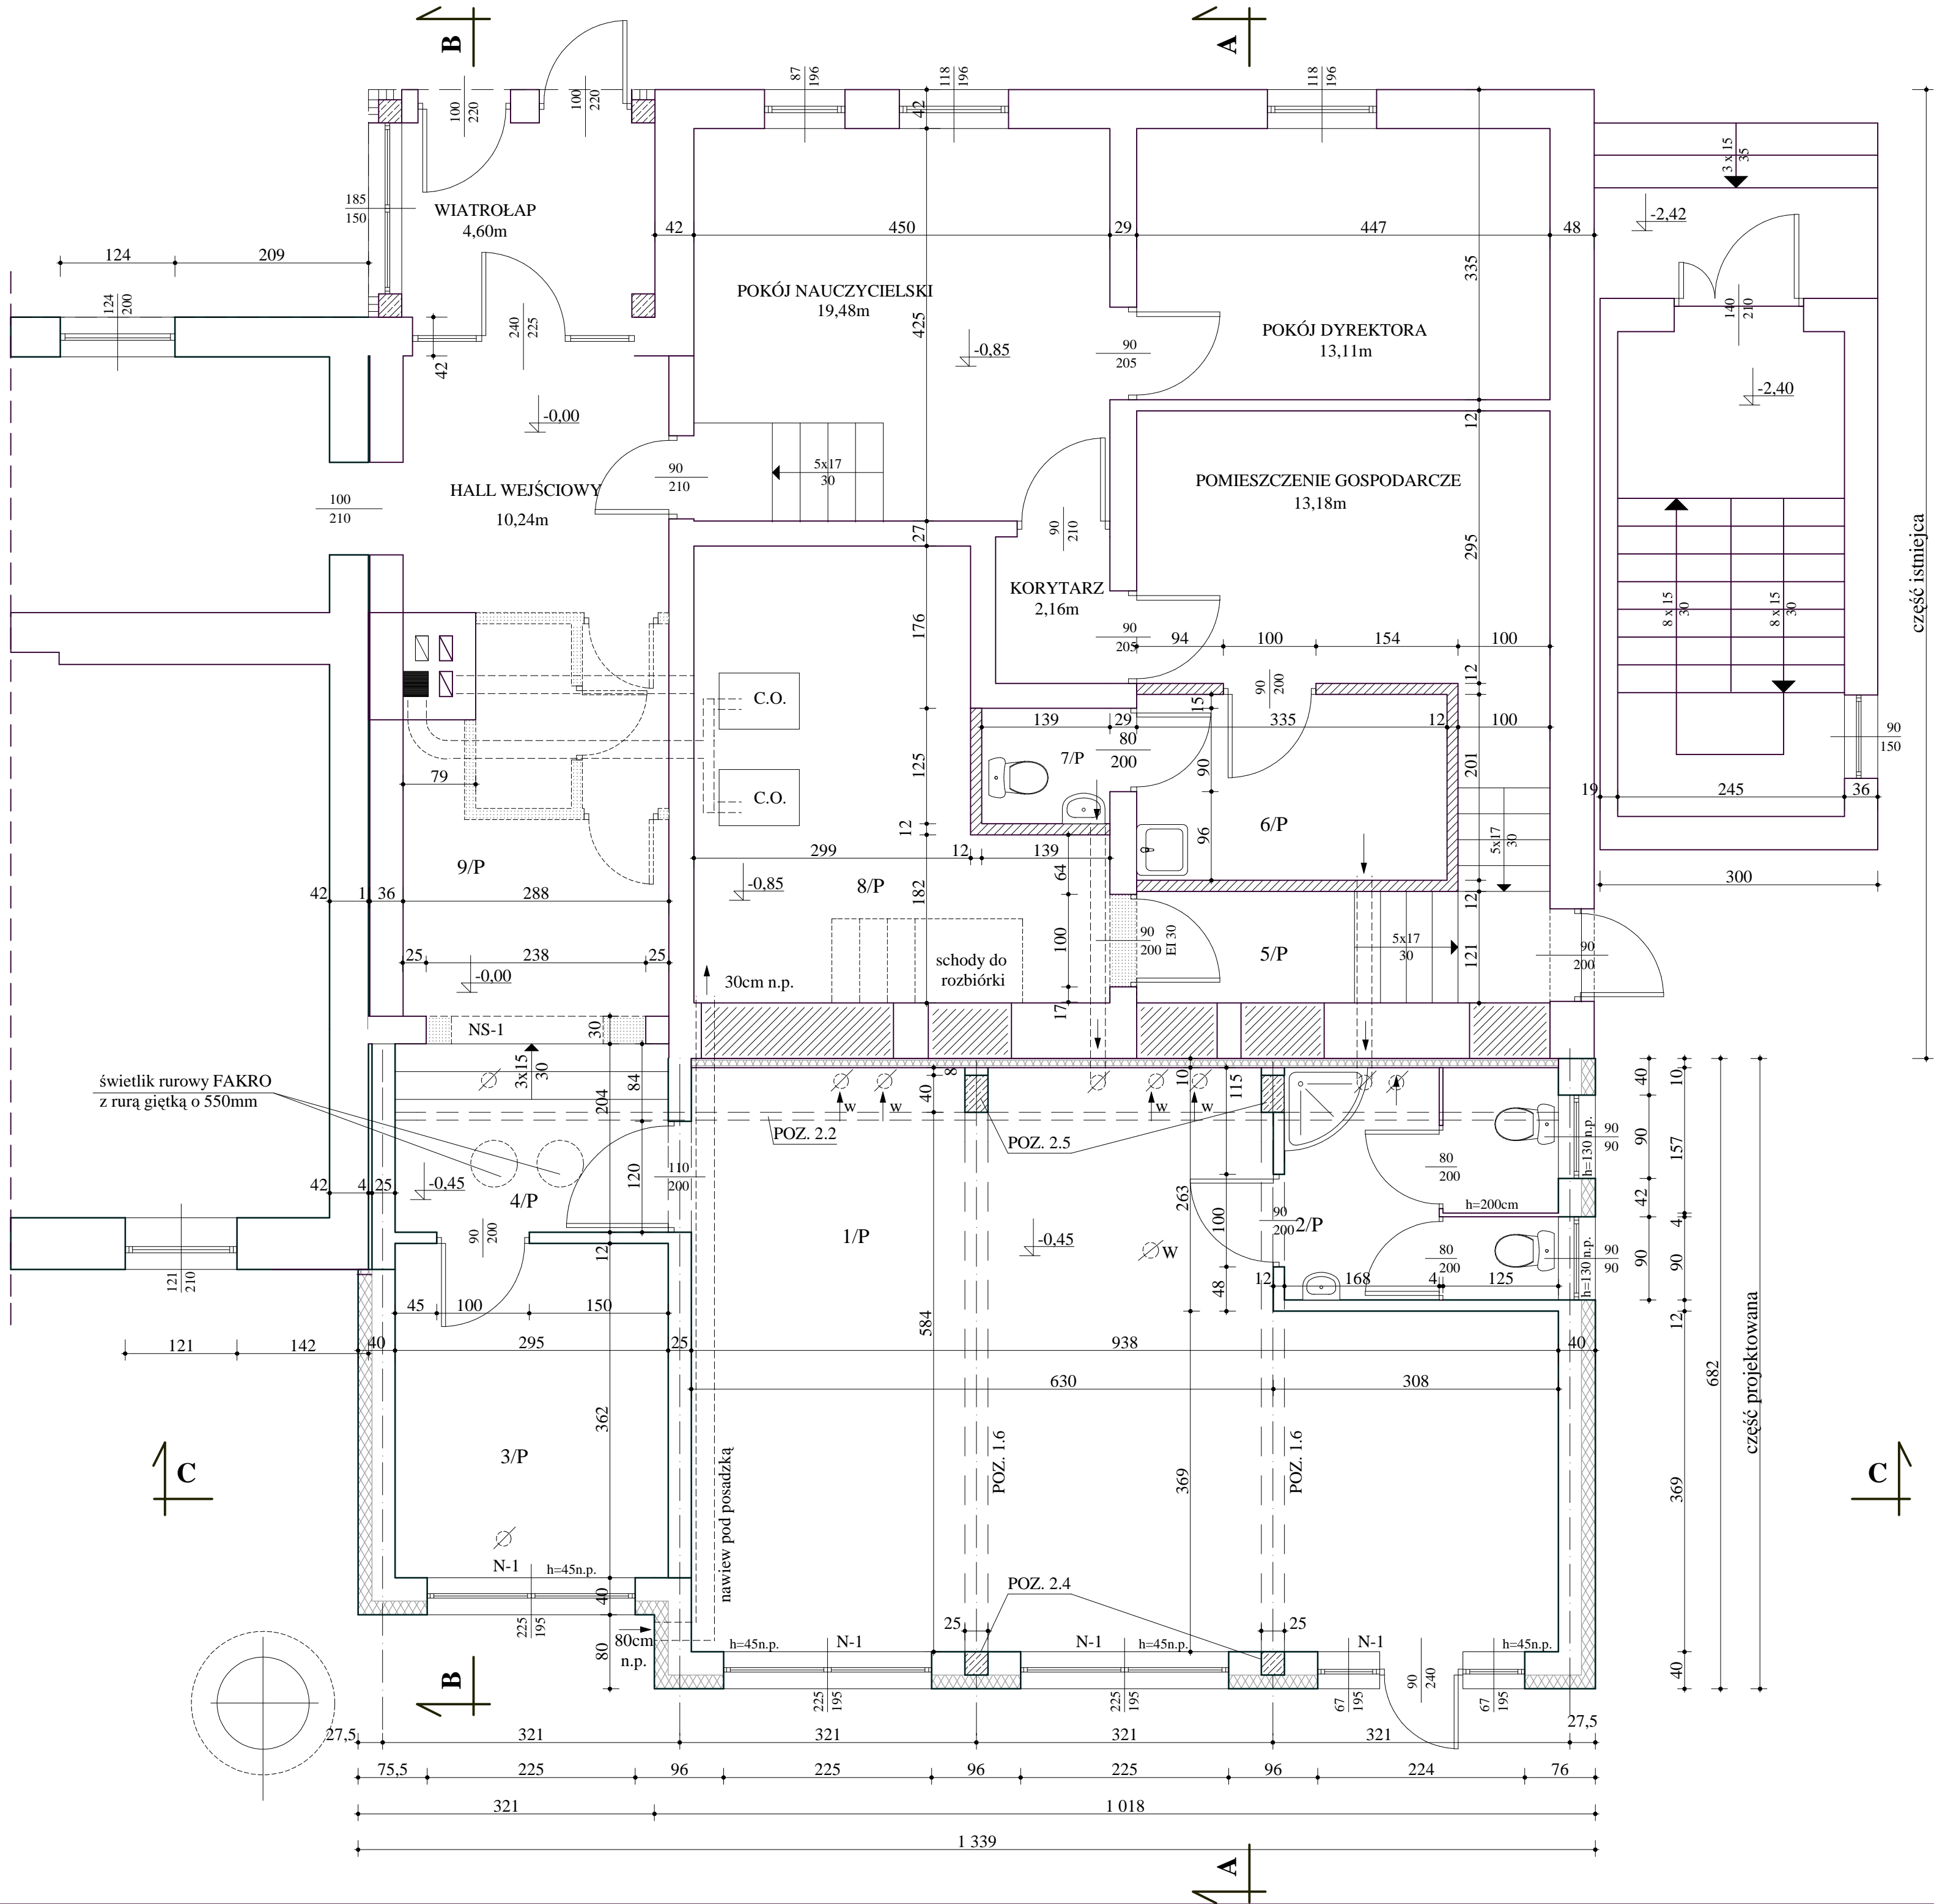 B
A
100
220
100
220
87
196
118
196
118
196
42
3 x 15
35
185
150
WIATROŁAP
4,60m
42
450
29
447
48
-2,42
124
209
335
POKÓJ NAUCZYCIELSKI
19,48m
124
200
240
225
425
140
210
POKÓJ DYREKTORA
13,11m
-0,85
90
205
42
-2,40
-0,00
12
90
210
5x17
30
POMIESZCZENIE GOSPODARCZE
13,18m
HALL WEJŚCIOWY
10,24m
100
210
90
210
27
295
część istniejca
KORYTARZ
2,16m
176
8 x 15
30
8 x 15
30
90
205
94
100
154
100
12
C.O.
90
200
15
139
29
335
12
100
80
200
7/P
90
150
79
125
90
201
C.O.
19
245
36
12
96
6/P
5x17
30
299
12
139
64
9/P
-0,85
8/P
300
42
1
36
288
182
12
90
200
EI 30
100
5/P
5x17
30
121
90
200
25
238
25
schody do
rozbiórki
-0,00
30cm n.p.
17
NS-1
30
świetlik rurowy FAKRO
z rurą giętką o 550mm
3x15
30
84
204
8
40
10
115
40
10
w
w
w
w
POZ. 2.2
POZ. 2.5
90
157
h=130 n.p.
90
90
110
200
120
80
200
42
4
25
-0,45
4/P
263
42
h=200cm
90
200
1/P
-0,45
w
100
90
200
2/P
4
80
200
90
90
h=130 n.p.
90
90
12
121
210
48
12
168
4
125
45
100
150
584
12
121
142
40
295
25
938
40
682
część projektowana
630
308
362
3/P
C
C
nawiew pod posadzką
POZ. 1.6
POZ. 1.6
369
369
N-1
h=45n.p.
POZ. 2.4
40
225
195
80cm
n.p.
80
25
25
h=45n.p.
N-1
N-1
h=45n.p.
N-1
h=45n.p.
40
B
225
195
225
195
67
195
90
240
67
195
27,5
321
321
321
321
27,5
75,5
225
96
225
96
225
96
224
76
321
1 018
1 339
A